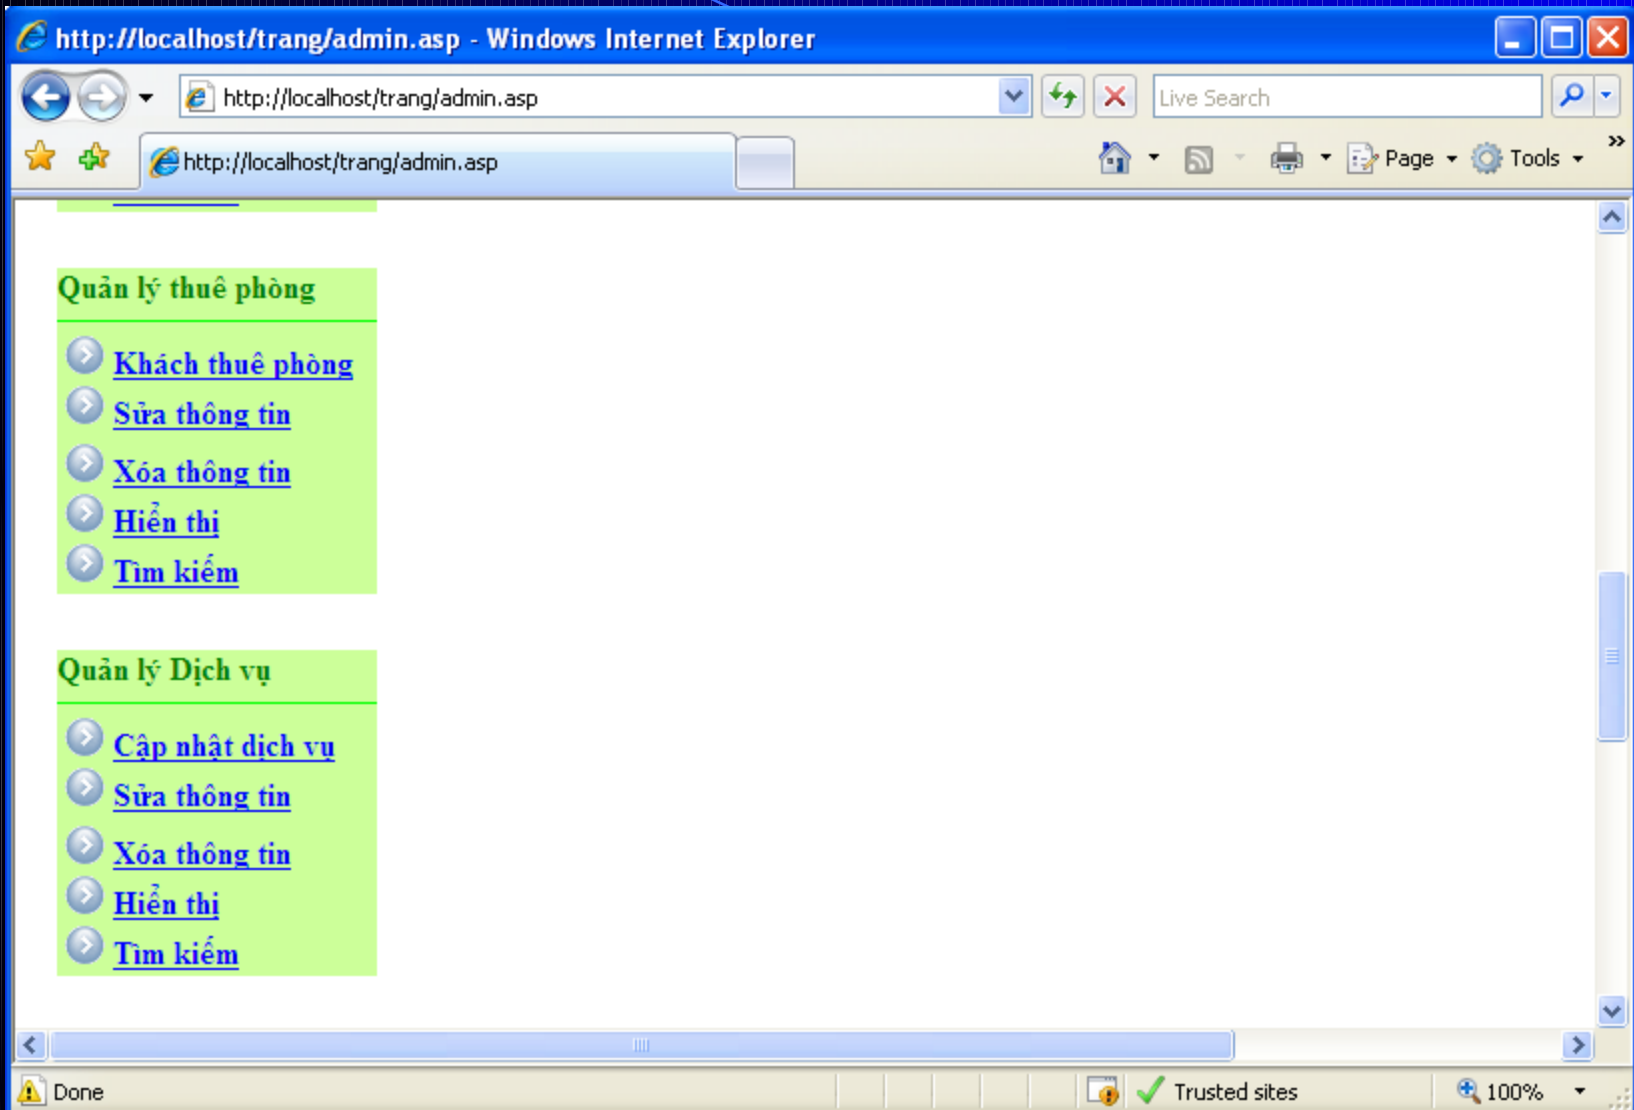 http://localhost/trang/admin.asp - Windows Internet Explorer
http://localhost/trang/admin.asp
Live Search
http://localhost/trang/admin.asp
Page
Tools
Quản lý thuê phòng
Khách thuê phòng
Sửa thông tin
Xóa thông tin
Hiển thị
Tìm kiếm
Quản lý Dịch vụ
Cập nhật dịch vụ
Sửa thông tin
Xóa thông tin
Hiển thị
Tìm kiếm
Done
Trusted sites
100%